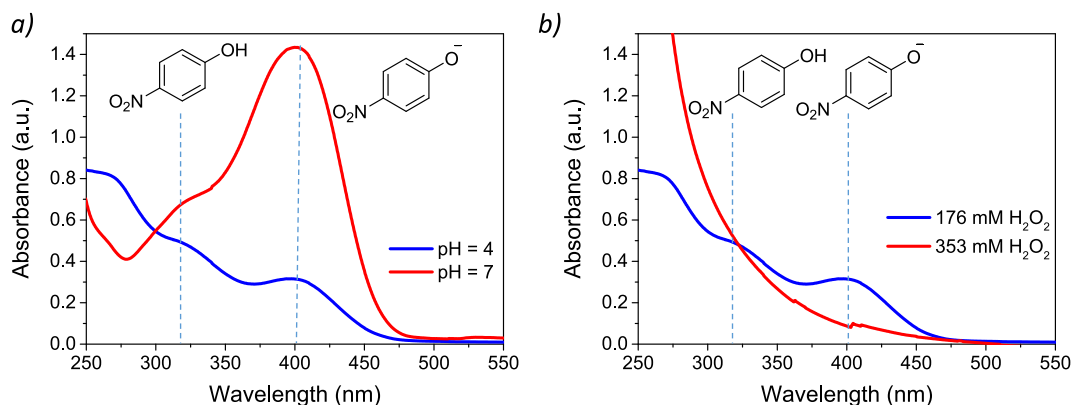 a)
1.4
1.2
1.0
0.8
0.6
0.4
0.2
0.0
Absorbance (a.u.)
250 300 350 400 450 500 550
Wavelength (nm)
OH
O₂N
O⁻
O₂N
pH = 4
pH = 7
b)
1.4
1.2
1.0
0.8
0.6
0.4
0.2
0.0
Absorbance (a.u.)
250 300 350 400 450 500 550
Wavelength (nm)
OH
O₂N
O⁻
O₂N
176 mM H₂O₂
353 mM H₂O₂